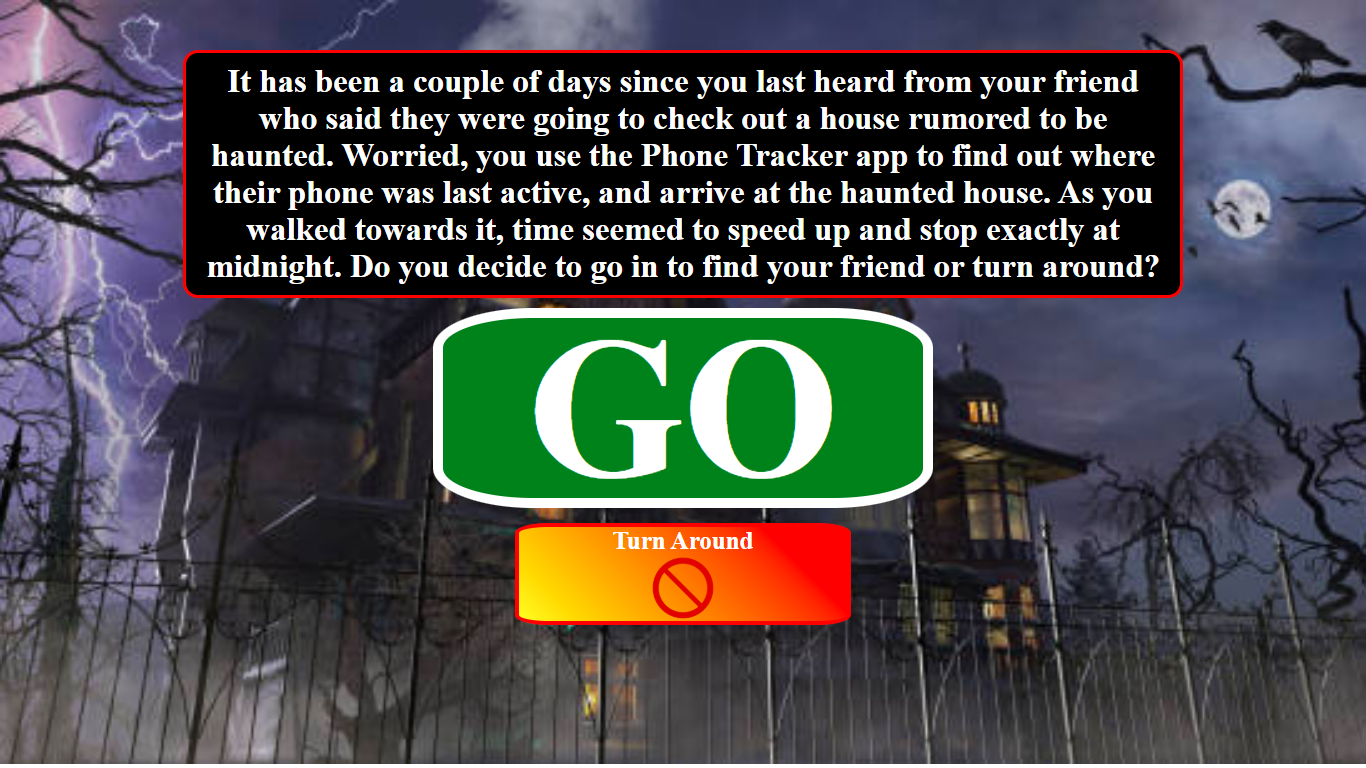 It has been a couple of days since you last heard from your friend
who said they were going to check out a house rumored to be
haunted. Worried, you use the Phone Tracker app to find out where
their phone was last active, and arrive at the haunted house. As you
walked towards it, time seemed to speed up and stop exactly at
midnight. Do you decide to go in to find your friend or turn around?
GO
Turn Around